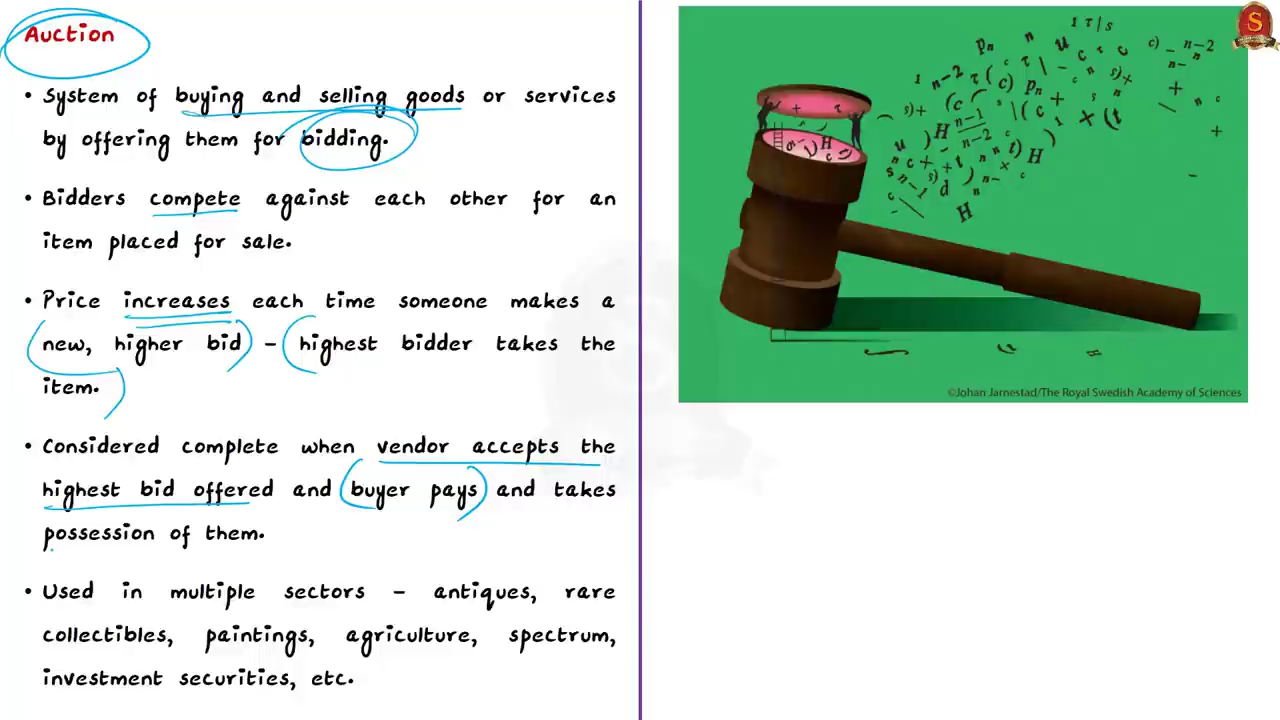 Auction
• System of buying and selling goods or services
by offering them for bidding.
• Bidders compete against each other for an
item placed for sale.
• Price increases each time someone makes a
new, higher bid – highest bidder takes the
item.
• Considered complete when vendor accepts the
highest bid offered and buyer pays and takes
possession of them.
• Used in multiple sectors – antiques, rare
collectibles, paintings, agriculture, spectrum,
investment securities, etc.
S
©Johan Jarnestad/The Royal Swedish Academy of Sciences